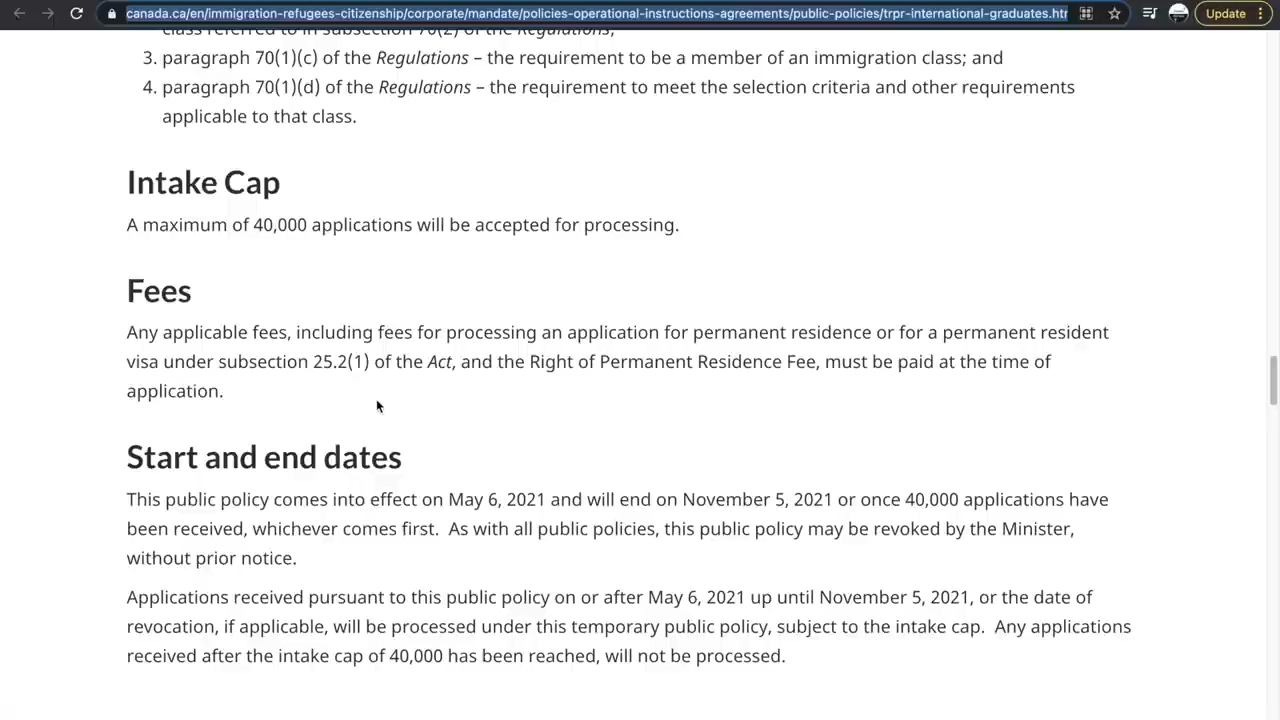 canada.ca/en/immigration-refugees-citizenship/corporate/mandate/policies-operational-instructions-agreements/public-policies/trpr-international-graduates.htm
Update
class referred to in subsection 70(2) of the Regulations;
3. paragraph 70(1)(c) of the Regulations – the requirement to be a member of an immigration class; and
4. paragraph 70(1)(d) of the Regulations – the requirement to meet the selection criteria and other requirements
applicable to that class.
Intake Cap
A maximum of 40,000 applications will be accepted for processing.
Fees
Any applicable fees, including fees for processing an application for permanent residence or for a permanent resident
visa under subsection 25.2(1) of the Act, and the Right of Permanent Residence Fee, must be paid at the time of
application.
Start and end dates
This public policy comes into effect on May 6, 2021 and will end on November 5, 2021 or once 40,000 applications have
been received, whichever comes first.  As with all public policies, this public policy may be revoked by the Minister,
without prior notice.
Applications received pursuant to this public policy on or after May 6, 2021 up until November 5, 2021, or the date of
revocation, if applicable, will be processed under this temporary public policy, subject to the intake cap.  Any applications
received after the intake cap of 40,000 has been reached, will not be processed.